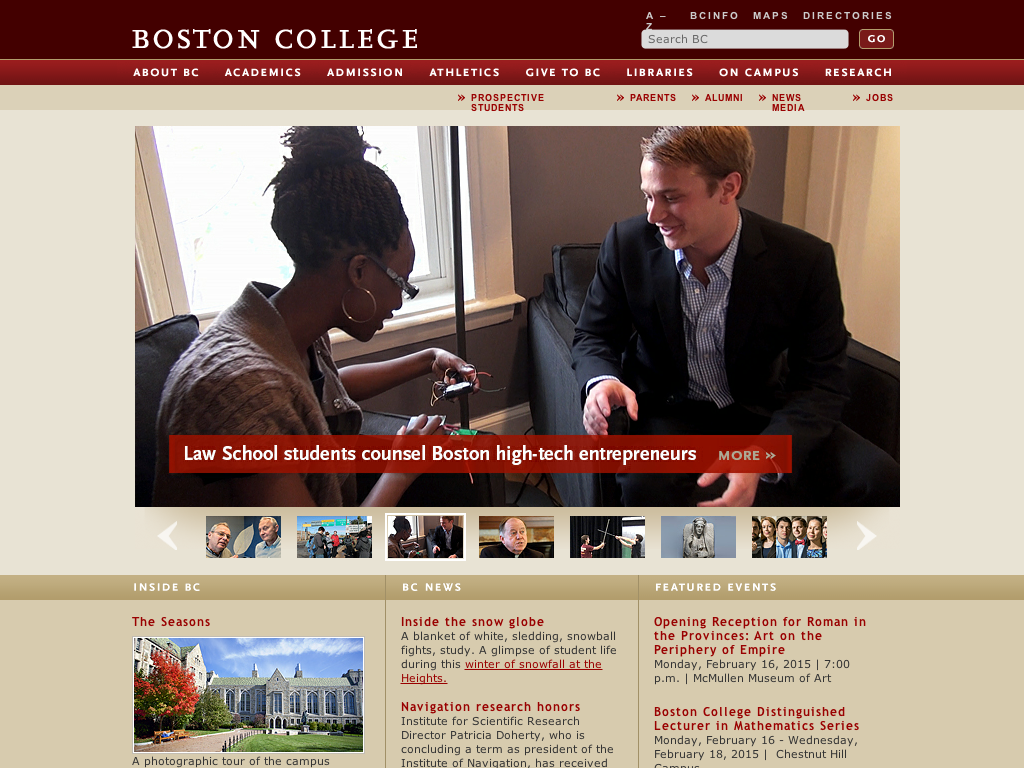 BOSTON COLLEGE
A – Z BCINFO MAPS DIRECTORIES
Search BC GO
ABOUT BC ACADEMICS ADMISSION ATHLETICS GIVE TO BC LIBRARIES ON CAMPUS RESEARCH
» PROSPECTIVE STUDENTS » PARENTS » ALUMNI » NEWS MEDIA » JOBS
Law School students counsel Boston high-tech entrepreneurs MORE »
INSIDE BC
The Seasons
A photographic tour of the campus
BC NEWS
Inside the snow globe
A blanket of white, sledding, snowball
fights, study. A glimpse of student life
during this winter of snowfall at the
Heights.
Navigation research honors
Institute for Scientific Research
Director Patricia Doherty, who is
concluding a term as president of the
Institute of Navigation, has received
FEATURED EVENTS
Opening Reception for Roman in
the Provinces: Art on the
Periphery of Empire
Monday, February 16, 2015 | 7:00
p.m. | McMullen Museum of Art
Boston College Distinguished
Lecturer in Mathematics Series
Monday, February 16 - Wednesday,
February 18, 2015 | Chestnut Hill
Campus